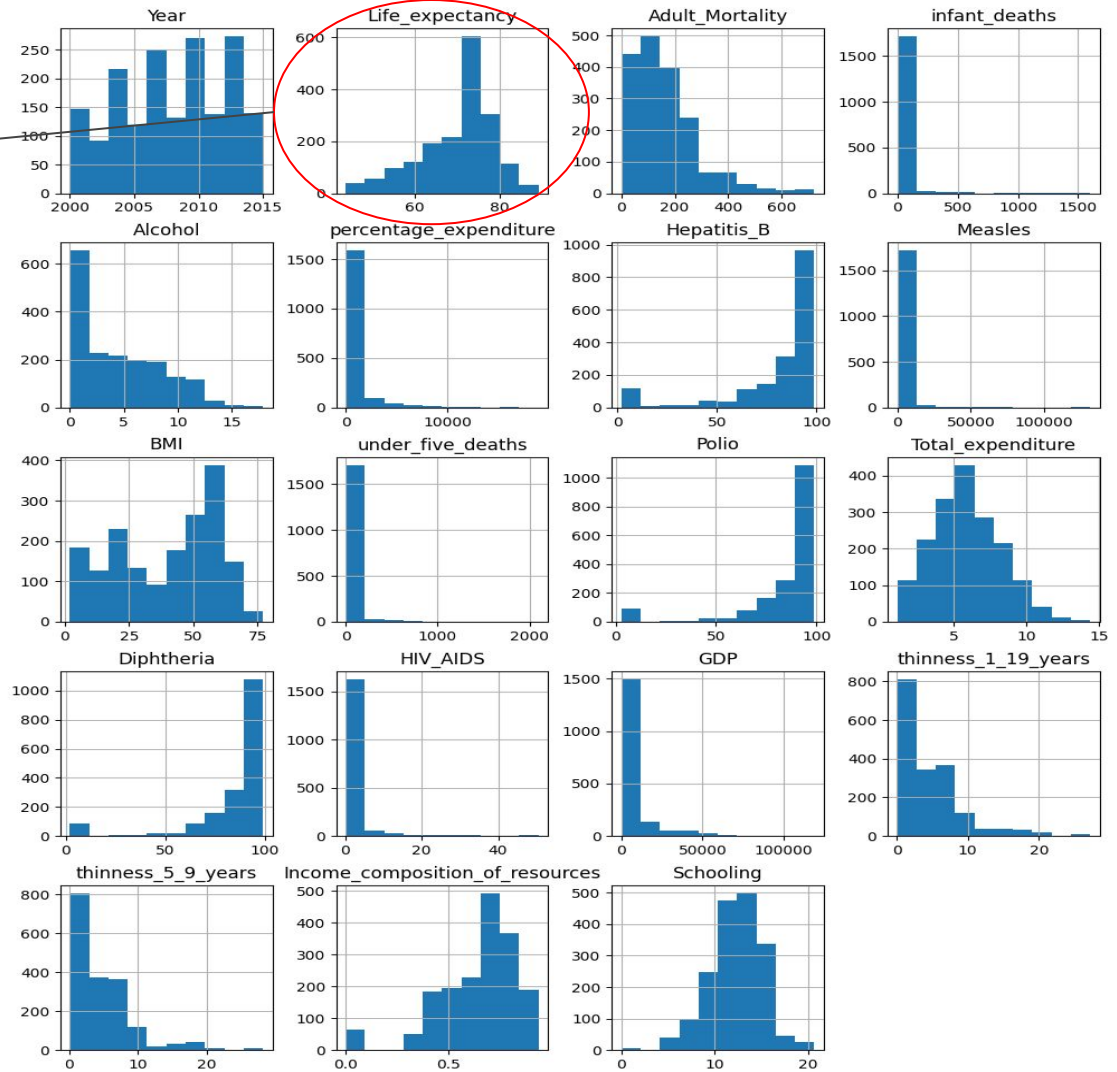 Year
250
200
150
100
50
0
2000 2005 2010 2015
Life_expectancy
600
400
200
0
60 80
Adult_Mortality
500
400
300
200
100
0
0 200 400 600
infant_deaths
1500
1000
500
0
0 500 1000 1500
Alcohol
600
400
200
0
0 5 10 15
percentage_expenditure
1500
1000
500
0
0 10000
Hepatitis_B
1000
800
600
400
200
0
50 100
Measles
1500
1000
500
0
0 50000 100000
BMI
400
300
200
100
0
0 25 50 75
under_five_deaths
1500
1000
500
0
0 1000 2000
Polio
1000
800
600
400
200
0
0 50 100
Total_expenditure
400
300
200
100
0
5 10 15
Diphtheria
1000
800
600
400
200
0
0 50 100
HIV_AIDS
1500
1000
500
0
0 20 40
GDP
1500
1000
500
0
0 50000 100000
thinness_1_19_years
800
600
400
200
0
0 10 20
thinness_5_9_years
800
600
400
200
0
0 10 20
Income_composition_of_resources
500
400
300
200
100
0
0.0 0.5
Schooling
500
400
300
200
100
0
0 10 20